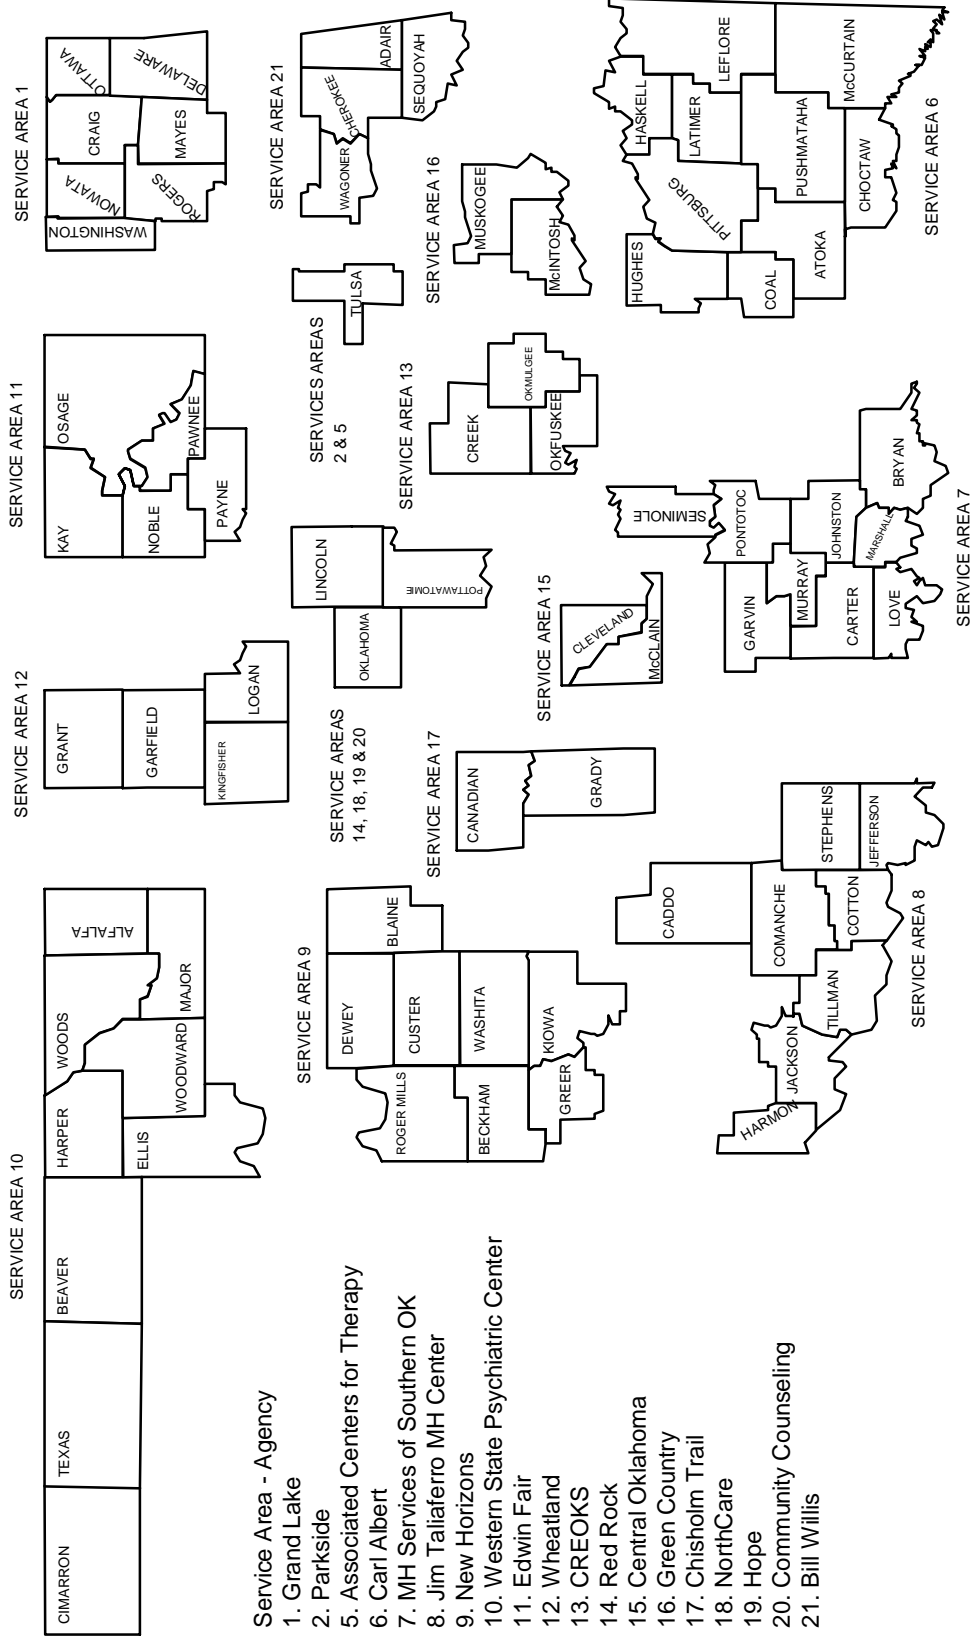 SERVICE AREA 10
CIMARRON
TEXAS
BEAVER
HARPER
WOODS
ALFALFA
ELLIS
WOODWARD
MAJOR
SERVICE AREA 12
GRANT
GARFIELD
KINGFISHER
LOGAN
SERVICE AREA 11
KAY
OSAGE
NOBLE
PAWNEE
PAYNE
SERVICE AREA 1
WASHINGTON
NOWATA
CRAIG
OTTAWA
ROGERS
MAYES
DELAWARE
SERVICE AREA 9
DEWEY
BLAINE
ROGER MILLS
CUSTER
BECKHAM
WASHITA
GREER
KIOWA
SERVICE AREAS
14, 18, 19 & 20
OKLAHOMA
LINCOLN
POTTAWATOMIE
SERVICES AREAS
2 & 5
TULSA
SERVICE AREA 21
WAGONER
CHEROKEE
ADAIR
SEQUOYAH
SERVICE AREA 17
CANADIAN
GRADY
SERVICE AREA 13
CREEK
OKMULGEE
OKFUSKEE
SERVICE AREA 16
MUSKOGEE
McINTOSH
SERVICE AREA 15
CLEVELAND
McCLAIN
CADDO
COMANCHE
STEPHENS
HARMON
JACKSON
TILLMAN
COTTON
JEFFERSON
SERVICE AREA 8
SEMINOLE
GARVIN
PONTOTOC
MURRAY
JOHNSTON
CARTER
MARSHALL
LOVE
BRYAN
SERVICE AREA 7
HUGHES
PITTSBURG
HASKELL
LATIMER
LEFLORE
COAL
ATOKA
PUSHMATAHA
McCURTAIN
CHOCTAW
SERVICE AREA 6
Service Area - Agency
1. Grand Lake
2. Parkside
5. Associated Centers for Therapy
6. Carl Albert
7. MH Services of Southern OK
8. Jim Taliaferro MH Center
9. New Horizons
10. Western State Psychiatric Center
11. Edwin Fair
12. Wheatland
13. CREOKS
14. Red Rock
15. Central Oklahoma
16. Green Country
17. Chisholm Trail
18. NorthCare
19. Hope
20. Community Counseling
21. Bill Willis